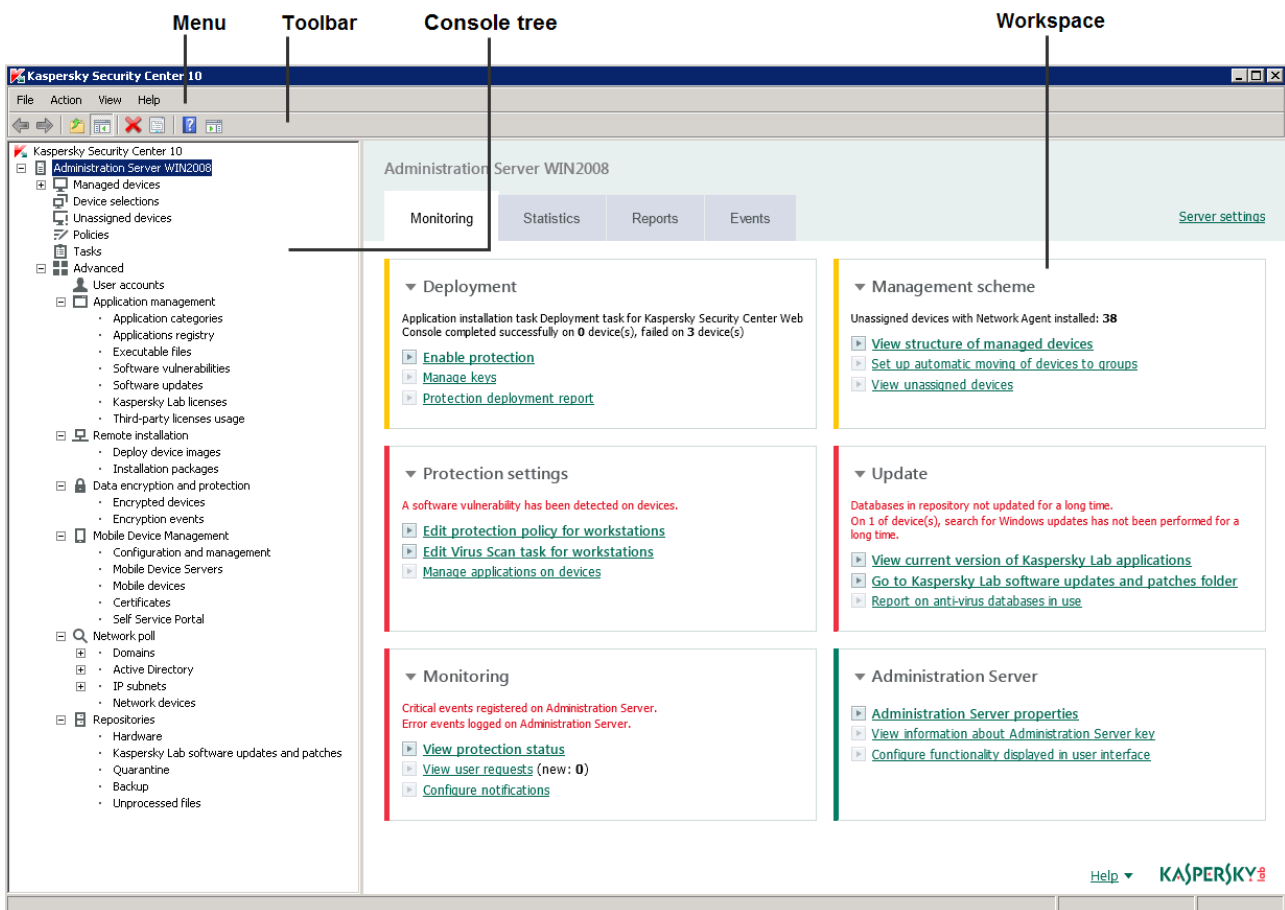 Menu
Toolbar
Console tree
Workspace
Kaspersky Security Center 10
File Action View Help
Kaspersky Security Center 10
Administration Server WIN2008
Managed devices
Device selections
Unassigned devices
Policies
Tasks
Advanced
User accounts
Application management
Application categories
Applications registry
Executable files
Software vulnerabilities
Software updates
Kaspersky Lab licenses
Third-party licenses usage
Remote installation
Deploy device images
Installation packages
Data encryption and protection
Encrypted devices
Encryption events
Mobile Device Management
Configuration and management
Mobile Device Servers
Mobile devices
Certificates
Self Service Portal
Network poll
Domains
Active Directory
IP subnets
Network devices
Repositories
Hardware
Kaspersky Lab software updates and patches
Quarantine
Backup
Unprocessed files
Administration Server WIN2008
Monitoring
Statistics
Reports
Events
Server settings
Deployment
Application installation task Deployment task for Kaspersky Security Center Web
Console completed successfully on 0 device(s), failed on 3 device(s)
Enable protection
Manage keys
Protection deployment report
Management scheme
Unassigned devices with Network Agent installed: 38
View structure of managed devices
Set up automatic moving of devices to groups
View unassigned devices
Protection settings
A software vulnerability has been detected on devices.
Edit protection policy for workstations
Edit Virus Scan task for workstations
Manage applications on devices
Update
Databases in repository not updated for a long time.
On 1 of device(s), search for Windows updates has not been performed for a
long time.
View current version of Kaspersky Lab applications
Go to Kaspersky Lab software updates and patches folder
Report on anti-virus databases in use
Monitoring
Critical events registered on Administration Server.
Error events logged on Administration Server.
View protection status
View user requests (new: 0)
Configure notifications
Administration Server
Administration Server properties
View information about Administration Server key
Configure functionality displayed in user interface
Help
KASPERSKY lab